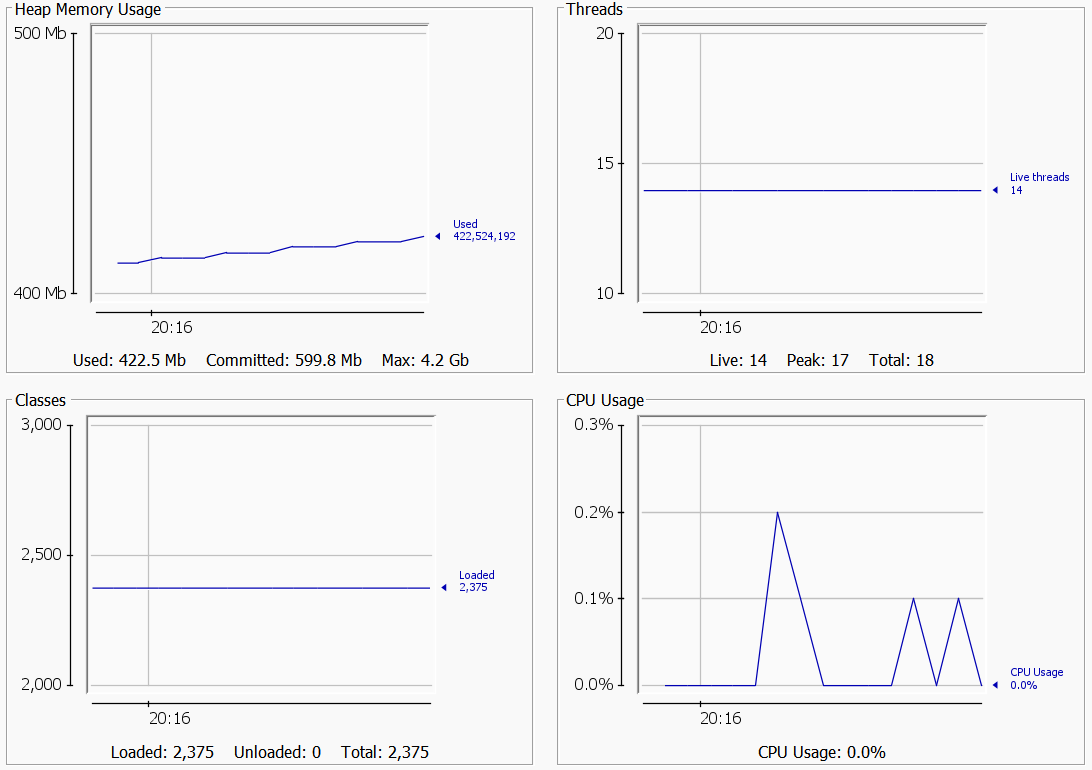 Heap Memory Usage
500 Mb
400 Mb
Used
422,524,192
20:16
Used: 422.5 Mb Committed: 599.8 Mb Max: 4.2 Gb
Threads
20
15
10
Live threads
14
20:16
Live: 14 Peak: 17 Total: 18
Classes
3,000
2,500
2,000
Loaded
2,375
20:16
Loaded: 2,375 Unloaded: 0 Total: 2,375
CPU Usage
0.3%
0.2%
0.1%
0.0%
CPU Usage
0.0%
20:16
CPU Usage: 0.0%